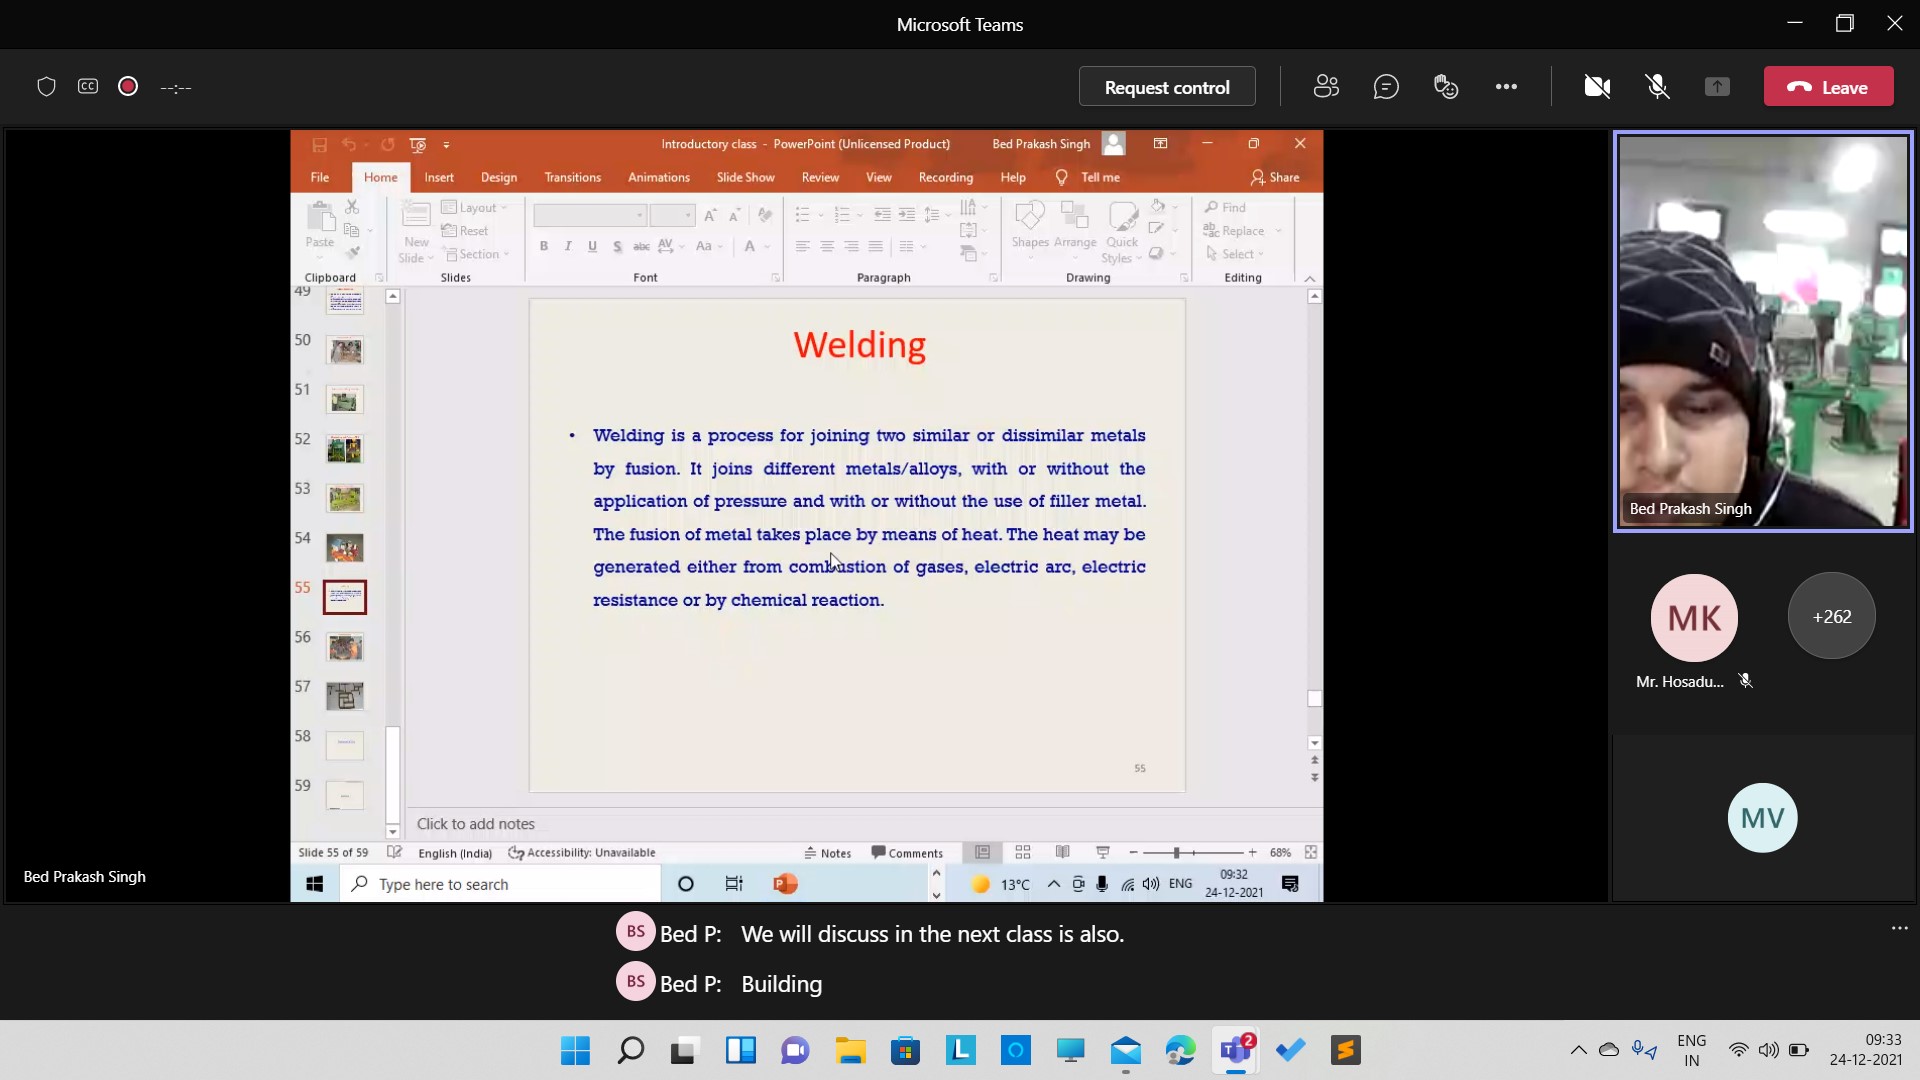 Microsoft Teams
CC
--:--
Request control
Leave
Introductory class - PowerPoint (Unlicensed Product)
Bed Prakash Singh
File Home Insert Design Transitions Animations Slide Show Review View Recording Help Tell me Share
Paste
New
Slide
Layout
Reset
Section
B I U S abc AV Aa A
Shapes Arrange Quick
Styles
Find
Replace
Select
Clipboard Slides Font Paragraph Drawing Editing
49
50
51
52
53
54
55
56
57
58
59
Welding
• Welding is a process for joining two similar or dissimilar metals
by fusion. It joins different metals/alloys, with or without the
application of pressure and with or without the use of filler metal.
The fusion of metal takes place by means of heat. The heat may be
generated either from combustion of gases, electric arc, electric
resistance or by chemical reaction.
55
Click to add notes
Slide 55 of 59 English (India) Accessibility: Unavailable Notes Comments 68%
Type here to search
13°C ENG
09:32
24-12-2021
Bed Prakash Singh
Bed Prakash Singh
MK
+262
Mr. Hosadu...
MV
BS Bed P: We will discuss in the next class is also.
BS Bed P: Building
2
ENG
IN
09:33
24-12-2021